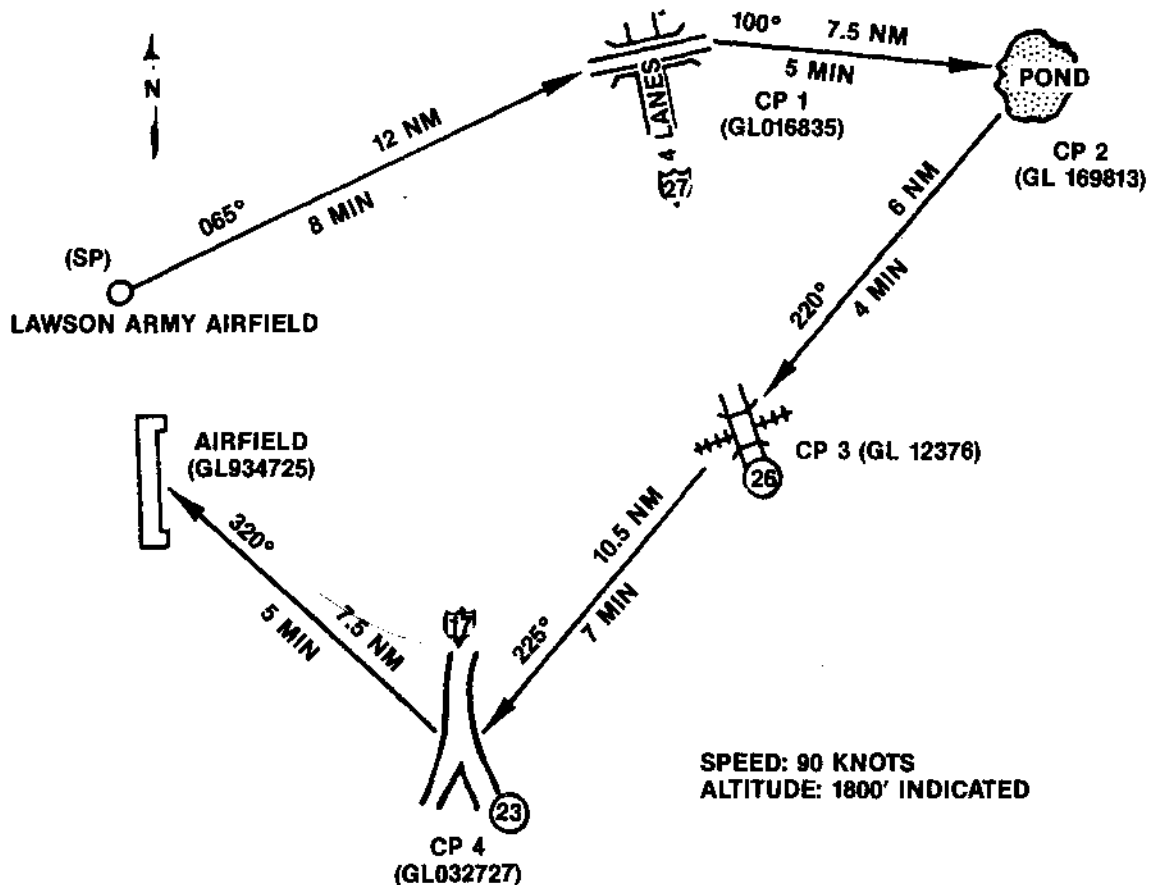 N
(SP)
LAWSON ARMY AIRFIELD
065°
12 NM
8 MIN
4 LANES
27
CP 1
(GL016835)
100°
7.5 NM
5 MIN
POND
CP 2
(GL 169813)
6 NM
220°
4 MIN
CP 3 (GL 12376)
26
10.5 NM
225°
7 MIN
17
23
CP 4
(GL032727)
320°
7.5 NM
5 MIN
AIRFIELD
(GL934725)
SPEED: 90 KNOTS
ALTITUDE: 1800' INDICATED